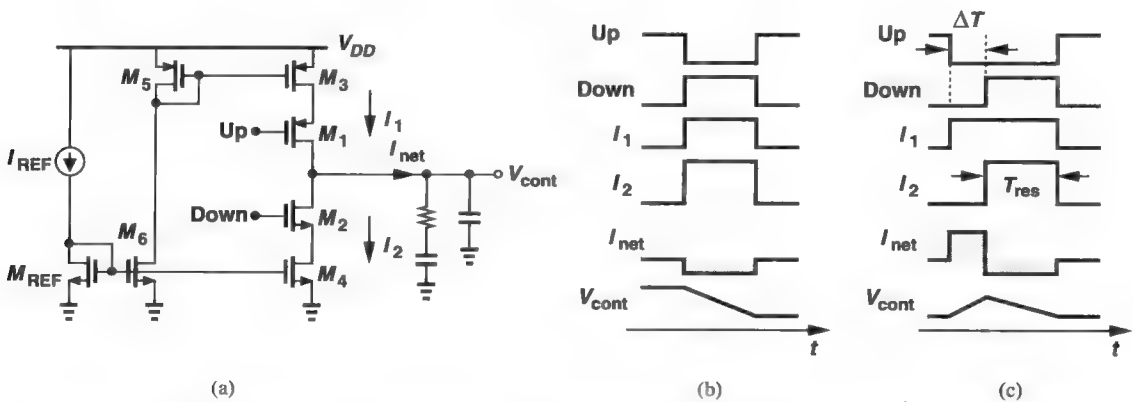 V_DD
M_5
M_3
Up
M_1
I_1
I_REF
I_net
V_cont
Down
M_2
M_6
I_2
M_REF
M_4
(a)
Up
Down
I_1
I_2
I_net
V_cont
t
(b)
ΔT
Up
Down
I_1
I_2
T_res
I_net
V_cont
t
(c)